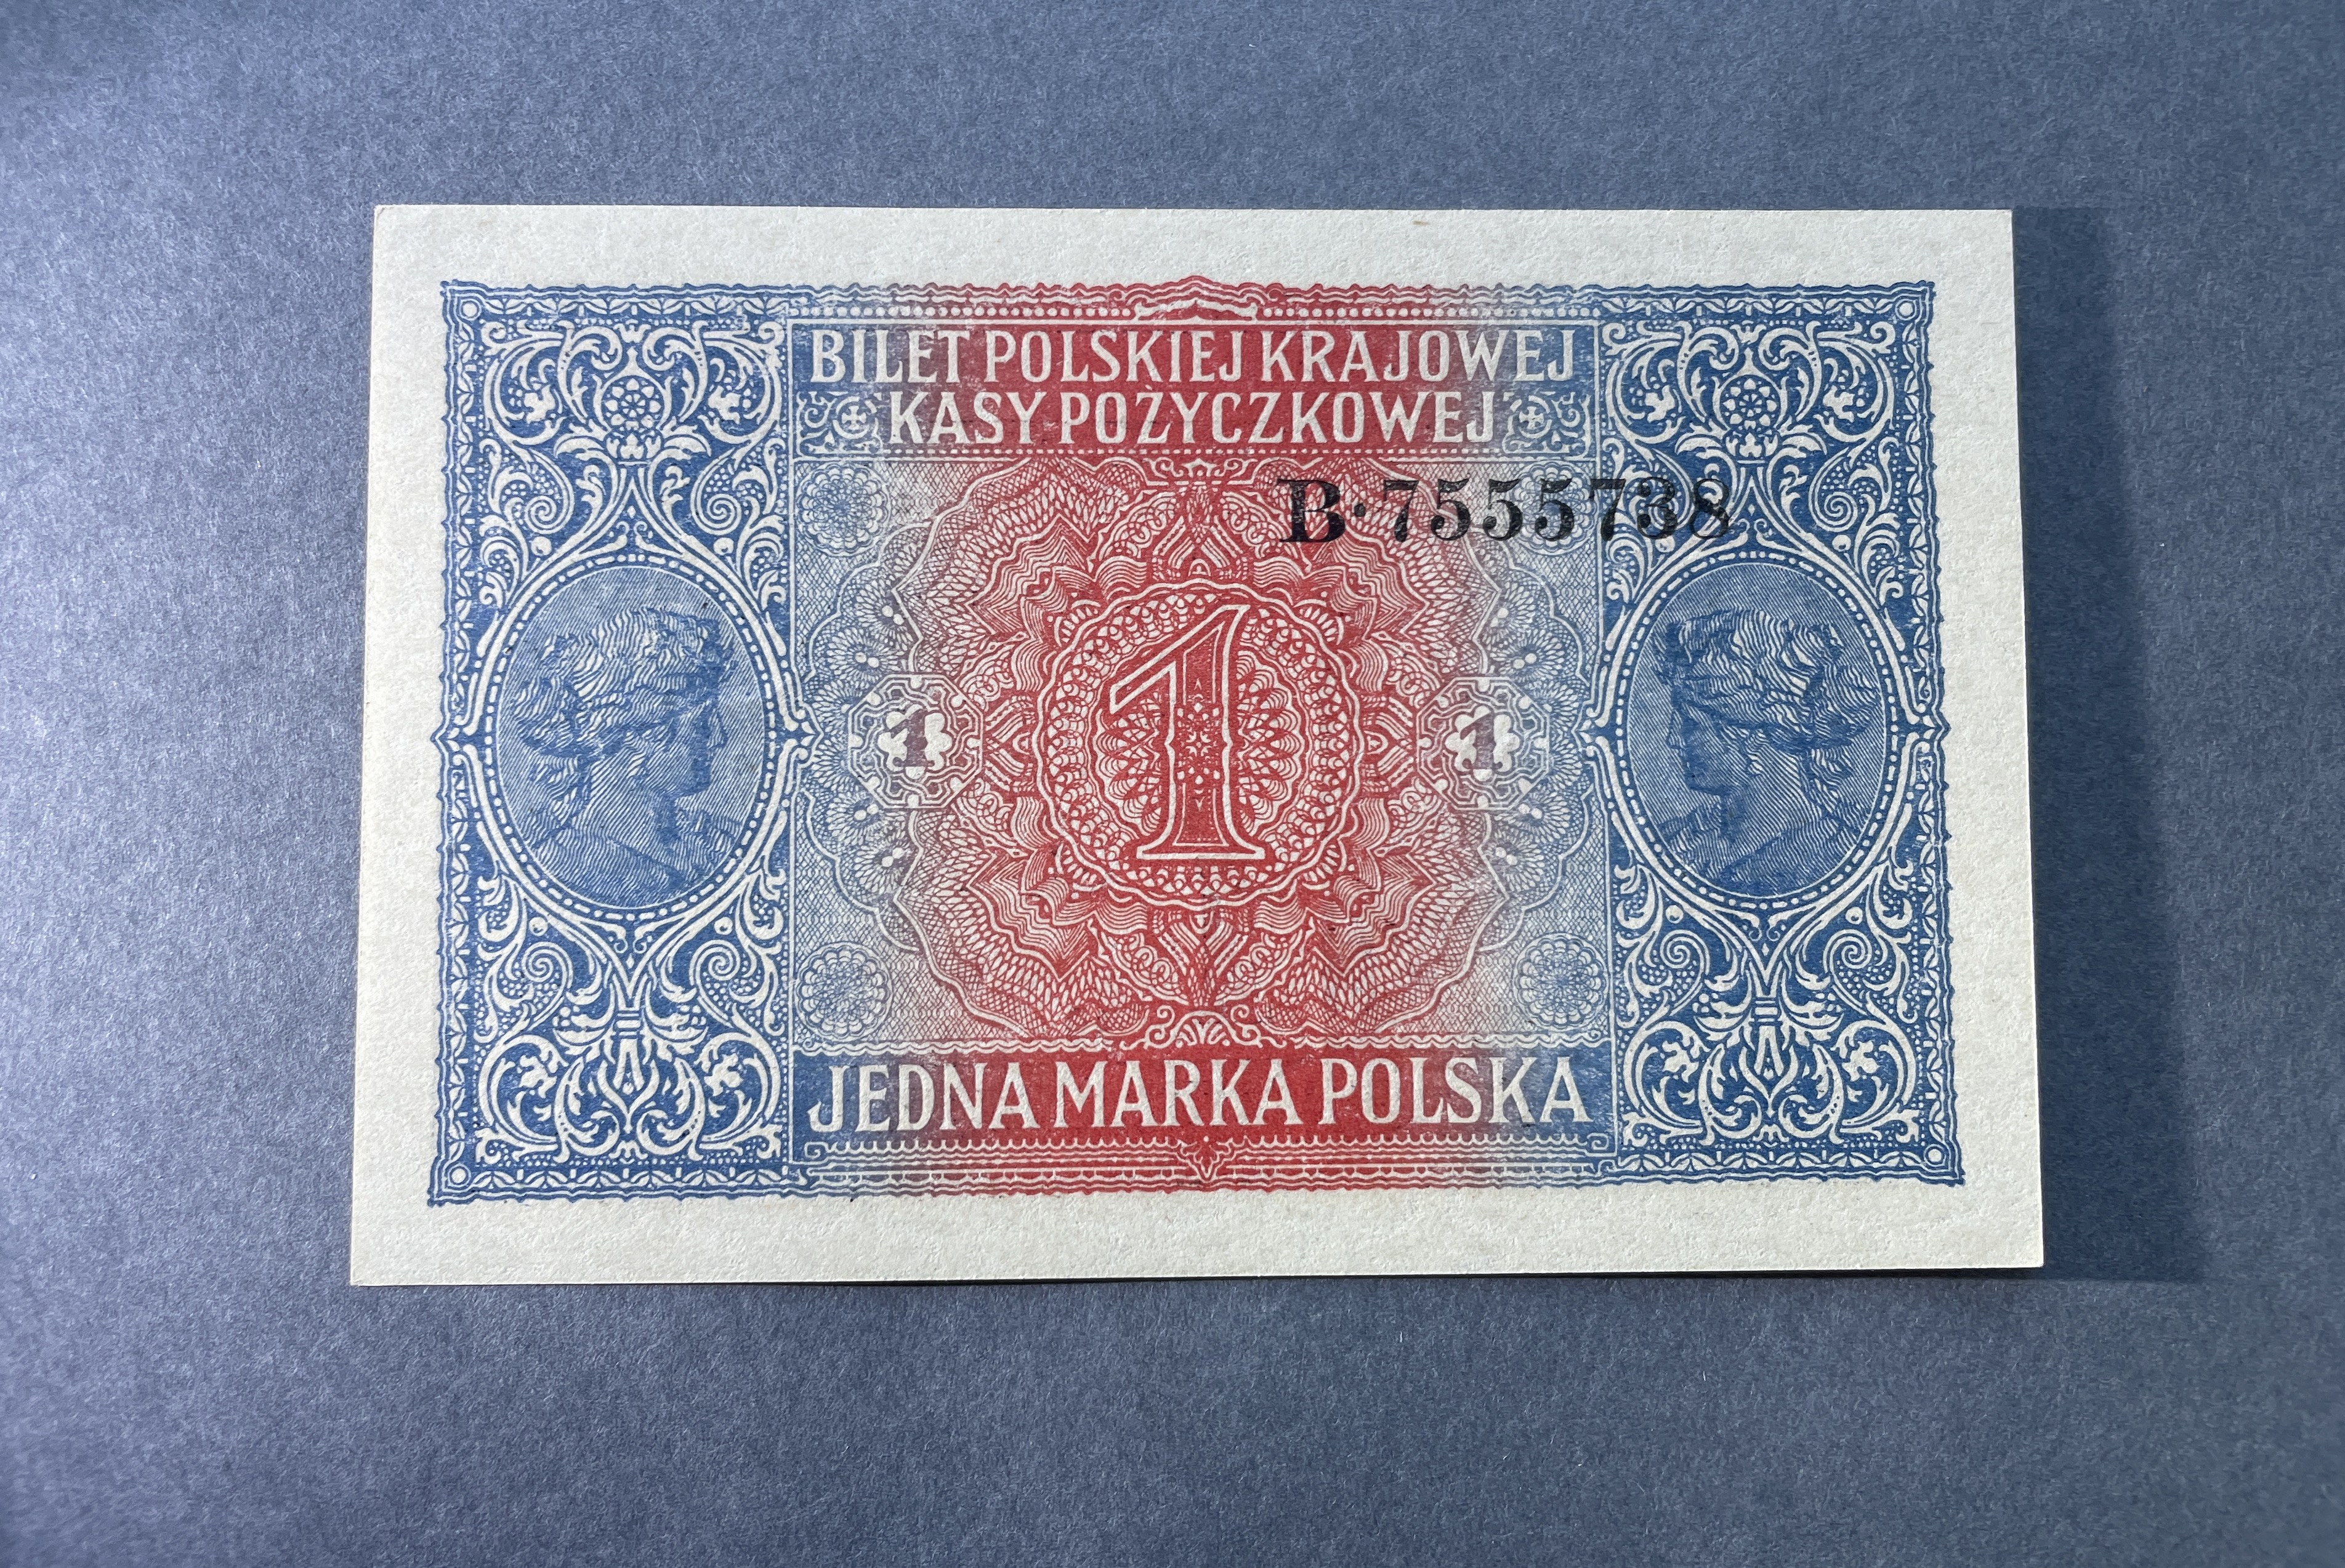 BILET POLSKIEJ KRAJOWEJ
KASY POŻYCZKOWEJ
B·7555738
1
1
1
JEDNA MARKA POLSKA